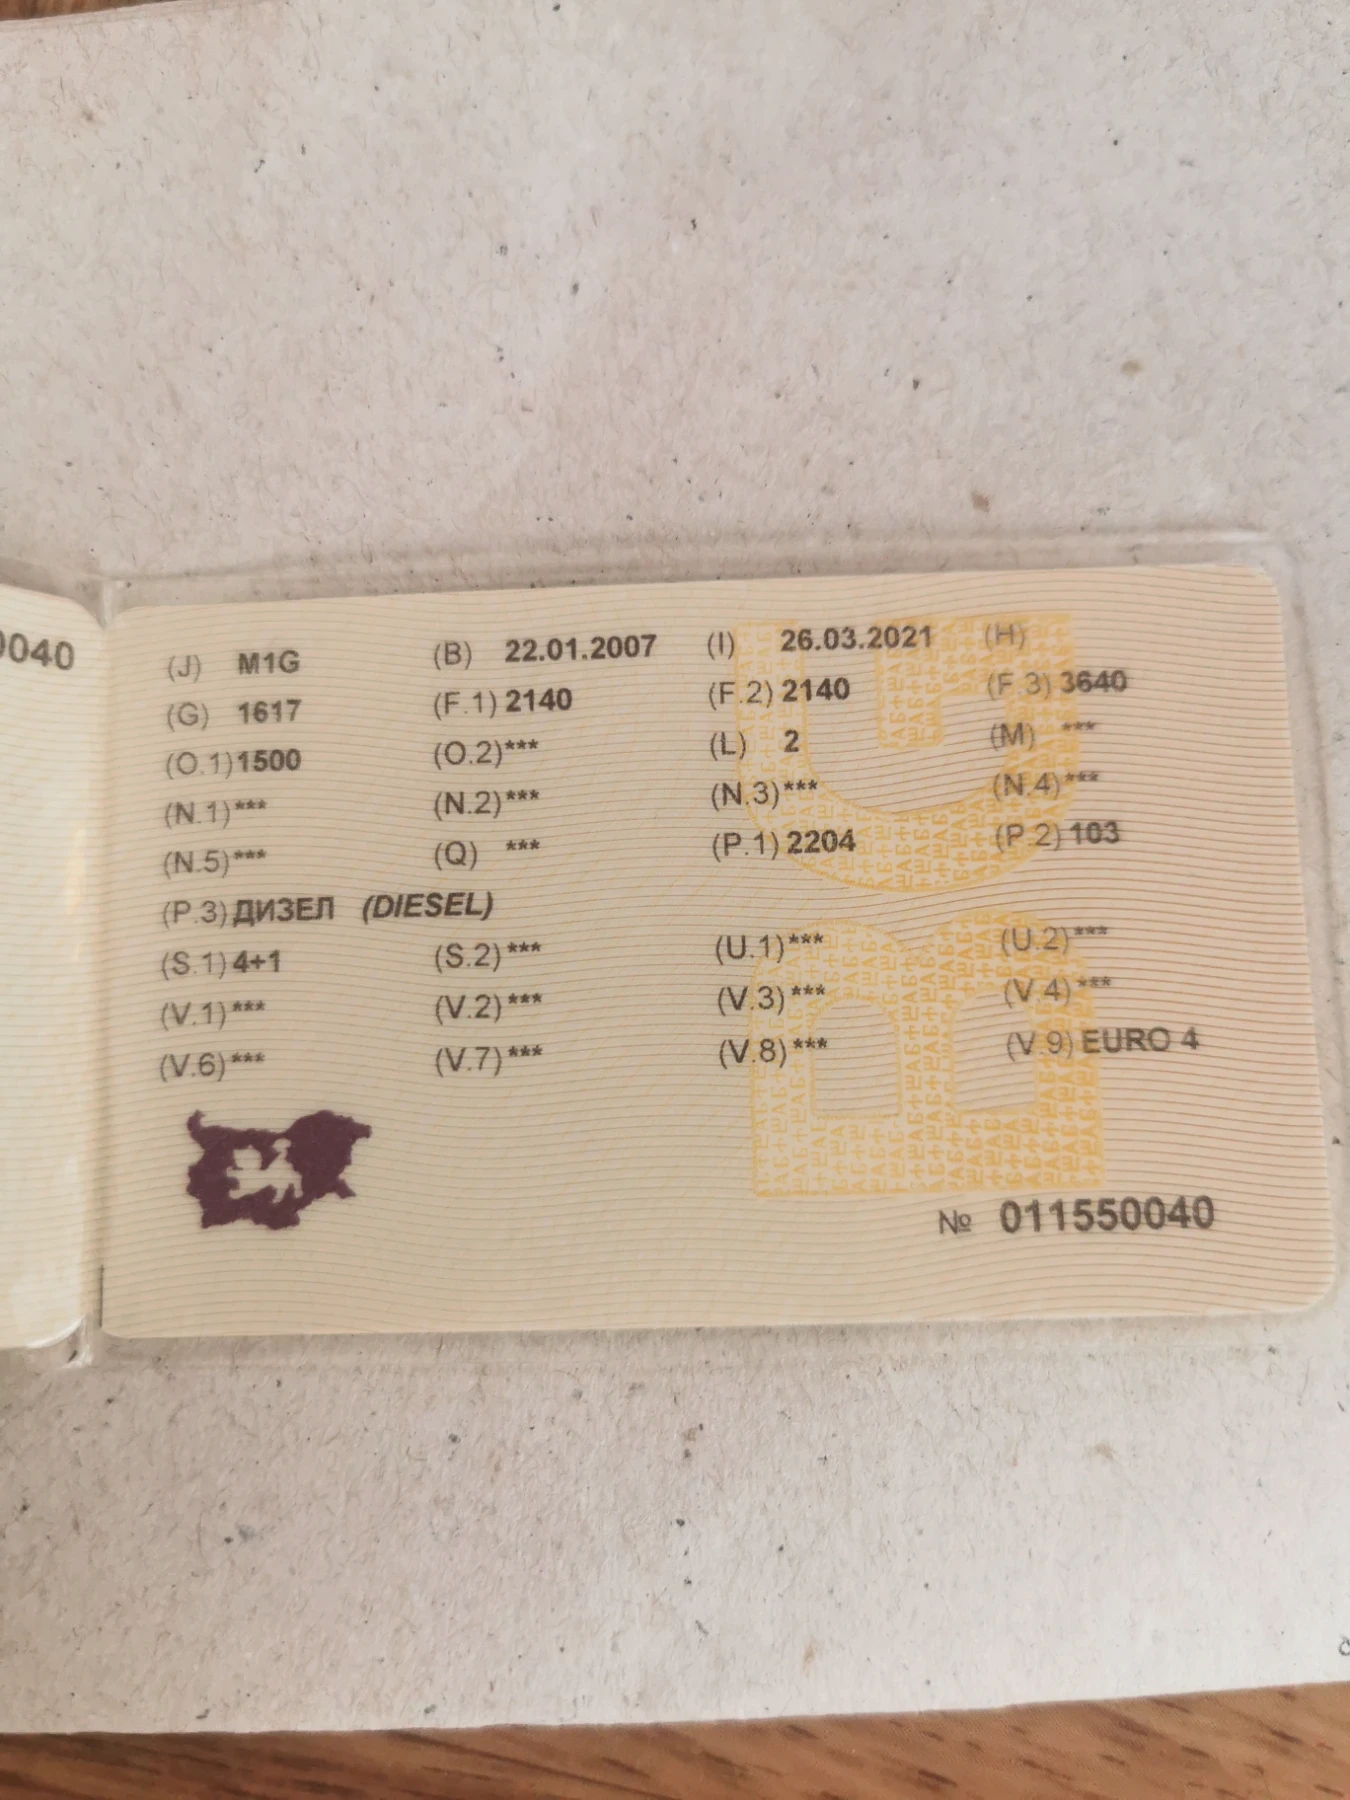 0040
(J) M1G (B) 22.01.2007 (I) 26.03.2021 (H)
(G) 1617 (F.1) 2140 (F.2) 2140 (F.3) 3640
(O.1) 1500 (O.2) *** (L) 2 (M) ***
(N.1) *** (N.2) *** (N.3) *** (N.4) ***
(N.5) *** (Q) *** (P.1) 2204 (P.2) 103
(P.3) ДИЗЕЛ (DIESEL)
(S.1) 4+1 (S.2) *** (U.1) *** (U.2) ***
(V.1) *** (V.2) *** (V.3) *** (V.4) ***
(V.6) *** (V.7) *** (V.8) *** (V.9) EURO 4
№ 011550040